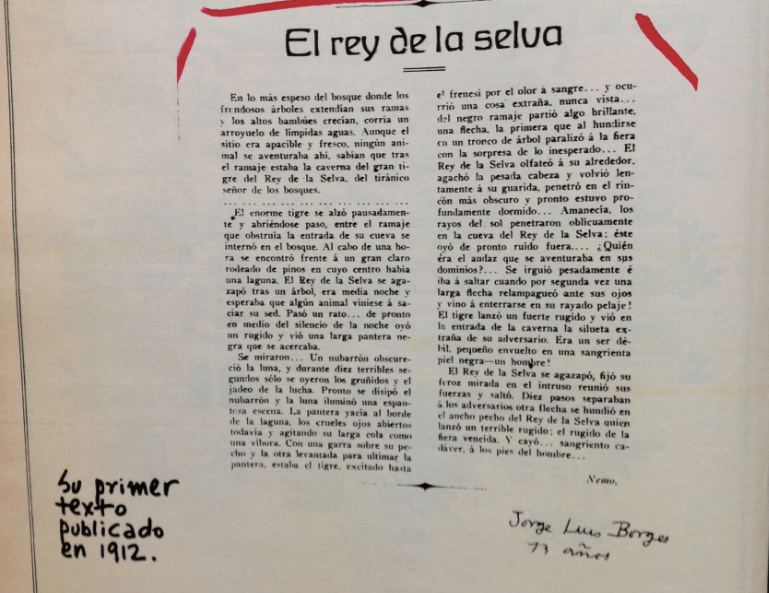 El rey de la selva
En lo más espeso del bosque donde los
frondosos árboles extendían sus ramas
y los altos bambúes crecían, corría un
arroyuelo de límpidas aguas. Aunque el
sitio era apacible y fresco, ningún ani-
mal se aventuraba ahí, sabían que tras
el ramaje estaba la caverna del gran ti-
gre del Rey de la Selva, del tiránico
señor de los bosques.
... ... ... ... ... ... ... ... ... ... ... ...
El enorme tigre se alzó pausadamen-
te y abriéndose paso, entre el ramaje
que obstruía la entrada de su cueva se
internó en el bosque. Al cabo de una ho-
ra se encontró frente á un gran claro
rodeado de pinos en cuyo centro había
una laguna. El Rey de la Selva se aga-
zapó tras un árbol, era media noche y
esperaba que algún animal viniese á sa-
ciar su sed. Pasó un rato... de pronto
en medio del silencio de la noche oyó
un rugido y vió una larga pantera ne-
gra que se acercaba.
Se miraron... Un nubarrón obscure-
ció la luna, y durante diez terribles se-
gundos sólo se oyeron los gruñidos y el
jadeo de la lucha. Pronto se disipó el
nubarrón y la luna iluminó una espan-
tosa escena. La pantera yacía al borde
de la laguna, los crueles ojos abiertos
todavía y agitando su larga cola como
una víbora. Con una garra sobre su pe-
cho y la otra levantada para ultimar la
pantera, estaba el tigre, excitado hasta
el frenesí por el olor á sangre... y ocu-
rrió una cosa extraña, nunca vista...
del negro ramaje partió algo brillante,
una flecha, la primera que al hundirse
en un tronco de árbol paralizó á la fiera
con la sorpresa de lo inesperado... El
Rey de la Selva olfateó á su alrededor,
agachó la pesada cabeza y volvió len-
tamente á su guarida, penetró en el rin-
cón más obscuro y pronto estuvo pro-
fundamente dormido... Amanecía, los
rayos del sol penetraron oblicuamente
en la cueva del Rey de la Selva; éste
oyó de pronto ruido fuera.... ¿Quién
éra el audaz que se aventuraba en sus
dominios?... Se irguió pesadamente é
iba á saltar cuando por segunda vez una
larga flecha relampagueó ante sus ojos
y vino á enterrarse en su rayado pelaje!
El tigre lanzó un fuerte rugido y vió en
la entrada de la caverna la silueta ex-
traña de su adversario. Era un ser dé-
bil, pequeño envuelto en una sangrienta
piel negra—un hombre!
El Rey de la Selva se agazapó, fijó su
feroz mirada en el intruso reunió sus
fuerzas y saltó. Diez pasos separaban
á los adversarios otra flecha se hundió en
el ancho pecho del Rey de la Selva quien
lanzó un terrible rugido; el rugido de la
fiera vencida. Y cayó... sangriento ca-
dáver, á los pies del hombre...
Nemo.
Su primer
texto
publicado
en 1912.
Jorge Luis Borges
13 años